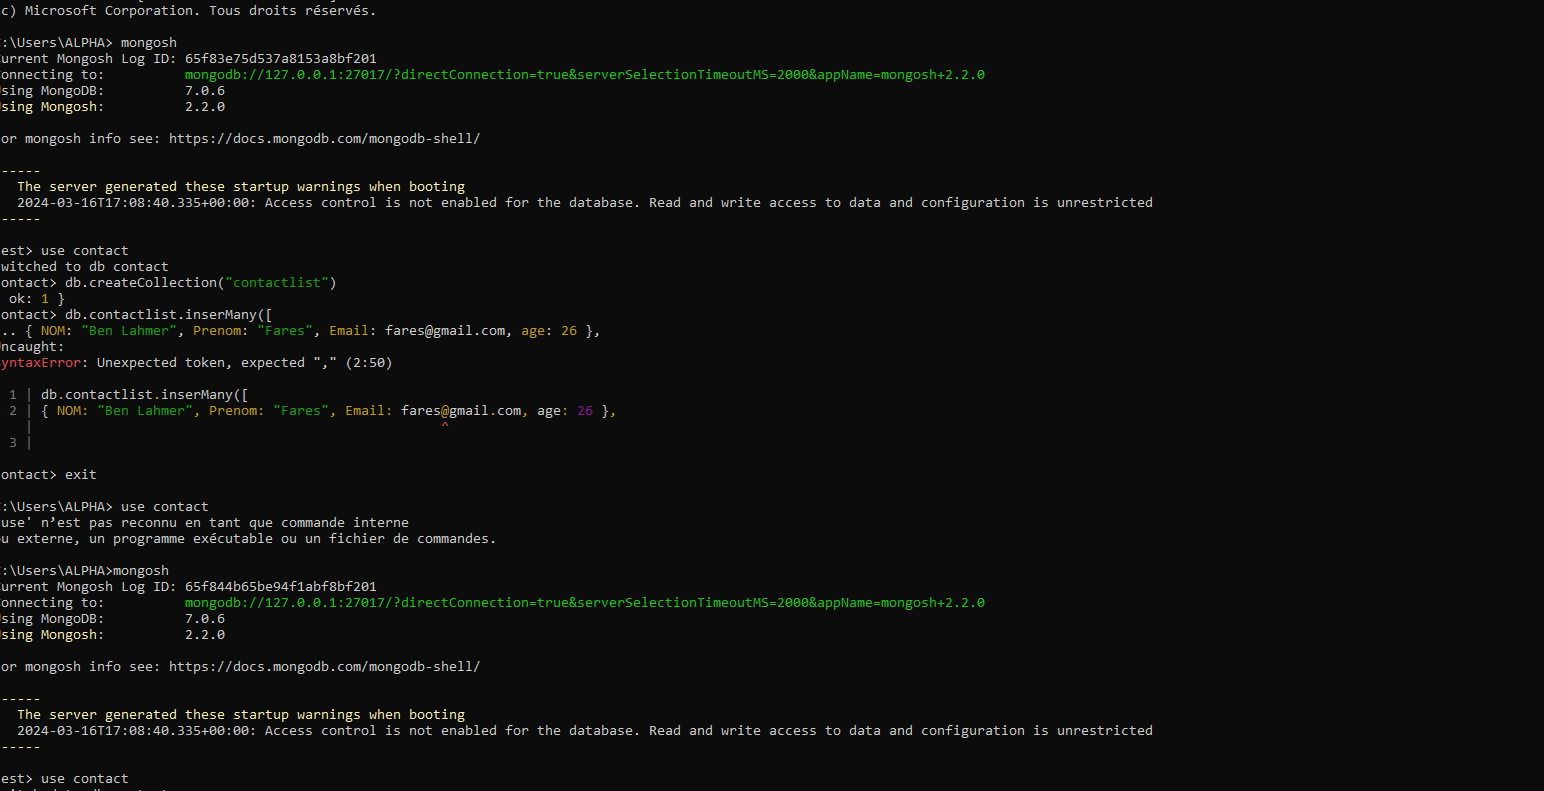 c) Microsoft Corporation. Tous droits réservés.
:\Users\ALPHA> mongosh
urrent Mongosh Log ID: 65f83e75d537a8153a8bf201
onnecting to: mongodb://127.0.0.1:27017/?directConnection=true&serverSelectionTimeoutMS=2000&appName=mongosh+2.2.0
sing MongoDB: 7.0.6
sing Mongosh: 2.2.0
or mongosh info see: https://docs.mongodb.com/mongodb-shell/
-----
The server generated these startup warnings when booting
2024-03-16T17:08:40.335+00:00: Access control is not enabled for the database. Read and write access to data and configuration is unrestricted
-----
est> use contact
witched to db contact
ontact> db.createCollection("contactlist")
ok: 1 }
ontact> db.contactlist.inserMany([
.. { NOM: "Ben Lahmer", Prenom: "Fares", Email: fares@gmail.com, age: 26 },
ncaught:
yntaxError: Unexpected token, expected "," (2:50)
1 | db.contactlist.inserMany([
2 | { NOM: "Ben Lahmer", Prenom: "Fares", Email: fares@gmail.com, age: 26 },
| ^
3 |
ontact> exit
:\Users\ALPHA> use contact
use' n’est pas reconnu en tant que commande interne
u externe, un programme exécutable ou un fichier de commandes.
:\Users\ALPHA>mongosh
urrent Mongosh Log ID: 65f844b65be94f1abf8bf201
onnecting to: mongodb://127.0.0.1:27017/?directConnection=true&serverSelectionTimeoutMS=2000&appName=mongosh+2.2.0
sing MongoDB: 7.0.6
sing Mongosh: 2.2.0
or mongosh info see: https://docs.mongodb.com/mongodb-shell/
-----
The server generated these startup warnings when booting
2024-03-16T17:08:40.335+00:00: Access control is not enabled for the database. Read and write access to data and configuration is unrestricted
-----
est> use contact